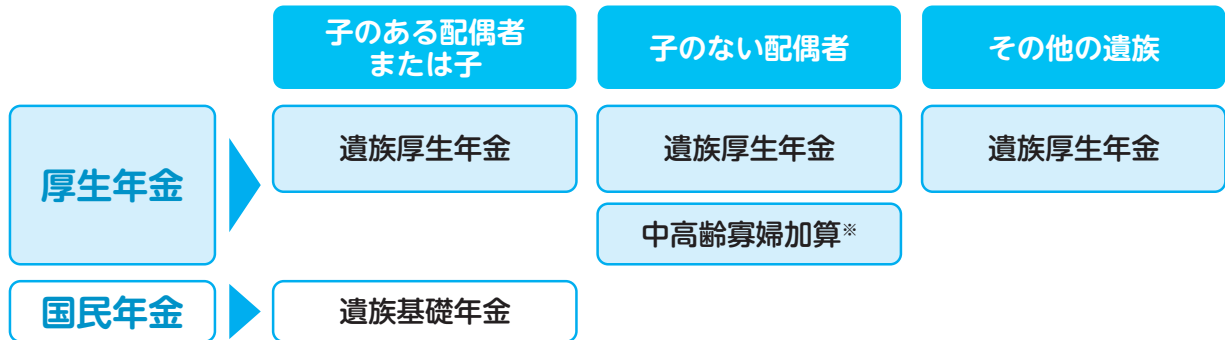 子のある配偶者
または子
子のない配偶者
その他の遺族
厚生年金
遺族厚生年金
遺族厚生年金
遺族厚生年金
中高齢寡婦加算※
国民年金
遺族基礎年金